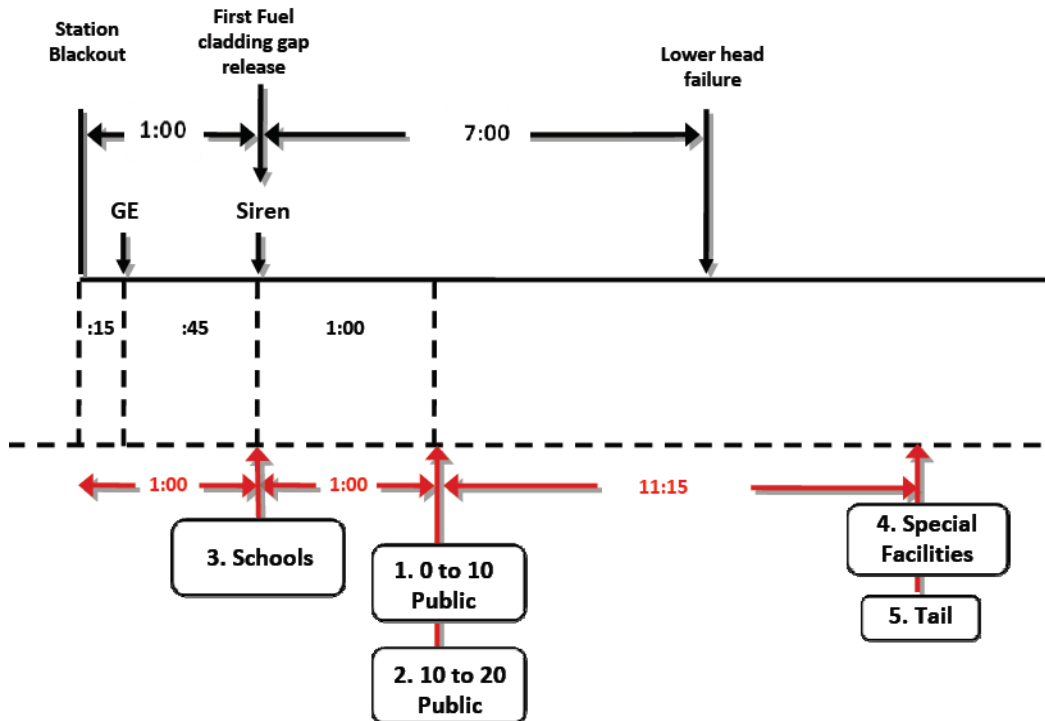 Station
Blackout
First Fuel
cladding gap
release
Lower head
failure
1:00
7:00
GE
Siren
:15
:45
1:00
1:00
1:00
11:15
3. Schools
1. 0 to 10
Public
2. 10 to 20
Public
4. Special
Facilities
5. Tail